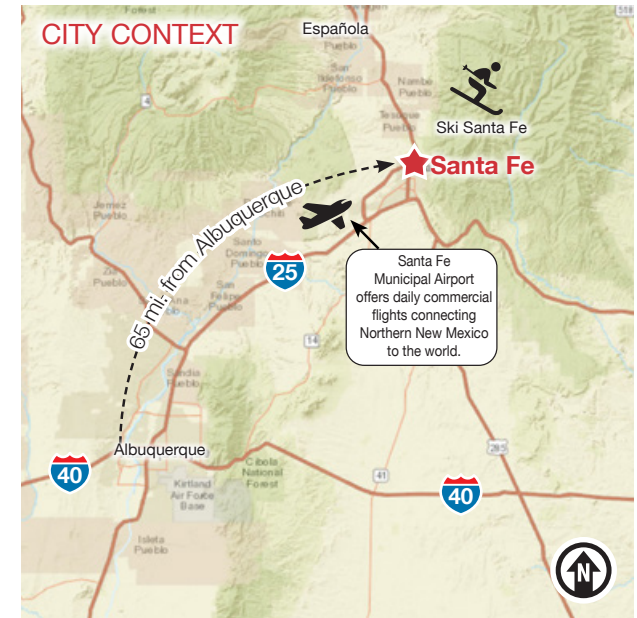 CITY CONTEXT
518
Española
Pueblo
San
Ildefonso
Pueblo
Nambe
Pueblo
4
Tesuque
Pueblo
Ski Santa Fe
Santa Fe
65 mi. from Albuquerque
Jemez
Pueblo
Santo
Domingo
Pueblo
Zia
Pueblo
San
Felipe
Pueblo
25
Santa Fe
Municipal Airport
offers daily commercial
flights connecting
Northern New Mexico
to the world.
14
Sandia
Pueblo
Albuquerque
285
40
Cibola
National
Forest
41
40
Kirtland
Air Force
Base
Isleta
Pueblo
N